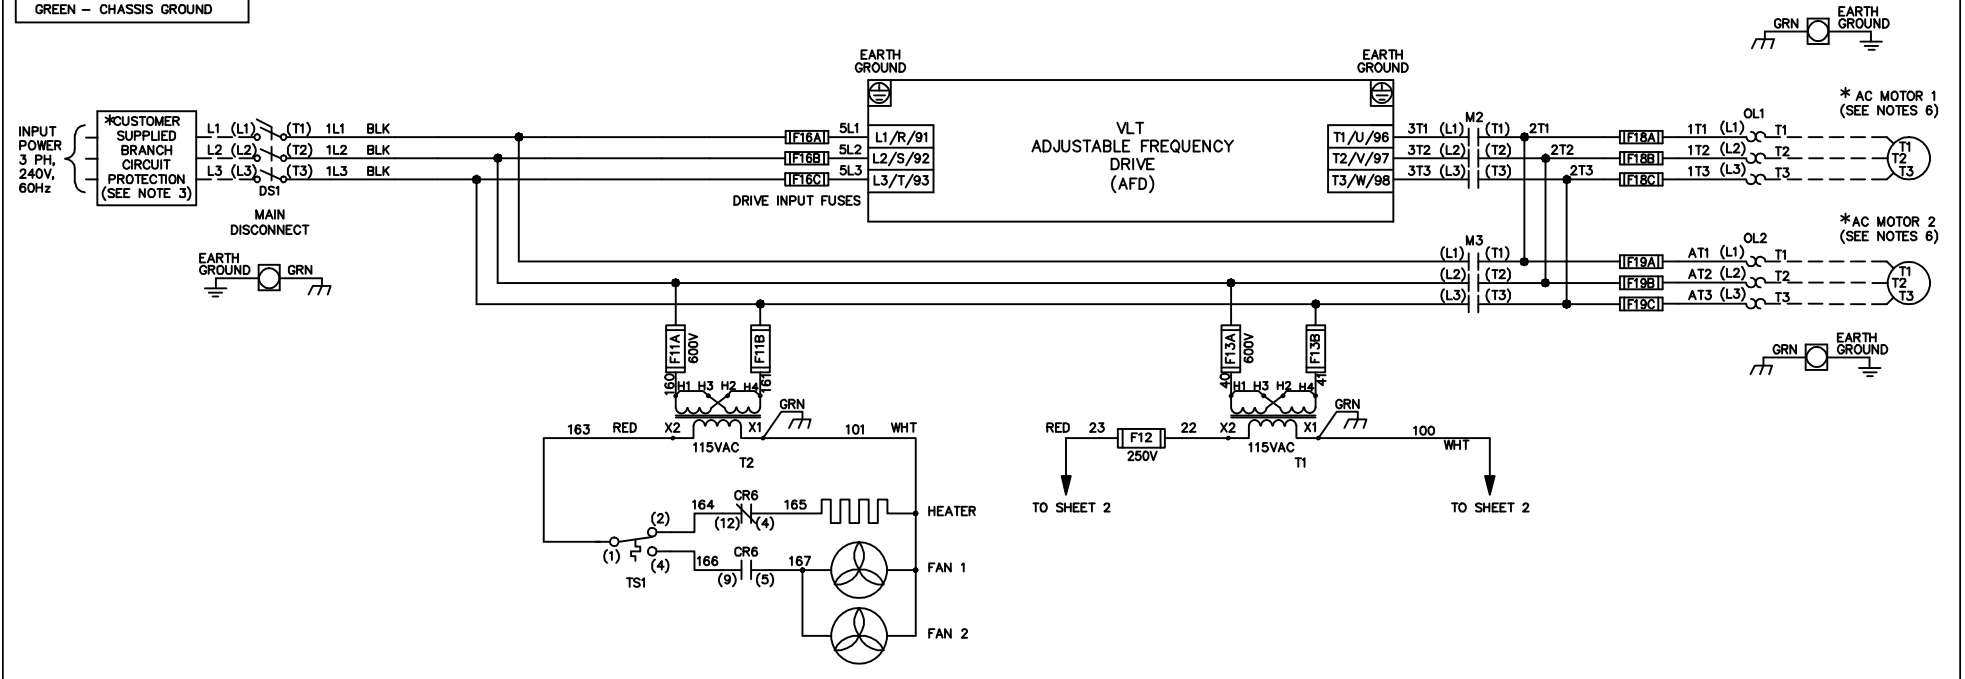 GREEN – CHASSIS GROUND
EARTH
GROUND
GRN
EARTH
GROUND
EARTH
GROUND
INPUT
POWER
3 PH,
240V,
60Hz
*CUSTOMER
SUPPLIED
BRANCH
CIRCUIT
PROTECTION
(SEE NOTE 3)
L1 (L1) (T1) 1L1 BLK
L2 (L2) (T2) 1L2 BLK
L3 (L3) (T3) 1L3 BLK
DS1
MAIN
DISCONNECT
F16A 5L1 L1/R/91
F16B 5L2 L2/S/92
F16C 5L3 L3/T/93
DRIVE INPUT FUSES
VLT
ADJUSTABLE FREQUENCY
DRIVE
(AFD)
M2
T1/U/96 3T1 (L1) (T1) 2T1
T2/V/97 3T2 (L2) (T2) 2T2
T3/W/98 3T3 (L3) (T3) 2T3
OL1
F18A 1T1 (L1) T1
F18B 1T2 (L2) T2
F18C 1T3 (L3) T3
* AC MOTOR 1
(SEE NOTES 6)
T1
T2
T3
EARTH
GROUND
GRN
M3
(L1) (T1)
(L2) (T2)
(L3) (T3)
OL2
F19A AT1 (L1) T1
F19B AT2 (L2) T2
F19C AT3 (L3) T3
*AC MOTOR 2
(SEE NOTES 6)
T1
T2
T3
GRN
EARTH
GROUND
F11A
600V
F11B
160
161
H1 H3 H2 H4
GRN
163 RED X2 X1 101 WHT
115VAC
T2
F13A
600V
F13B
40
41
H1 H3 H2 H4
GRN
RED 23 F12 22 X2 X1 100
250V 115VAC WHT
T1
TO SHEET 2
TO SHEET 2
CR6
164 165
(2) (12) (4)
HEATER
(1)
(4)
TS1
CR6
166 167
(9) (5)
FAN 1
FAN 2